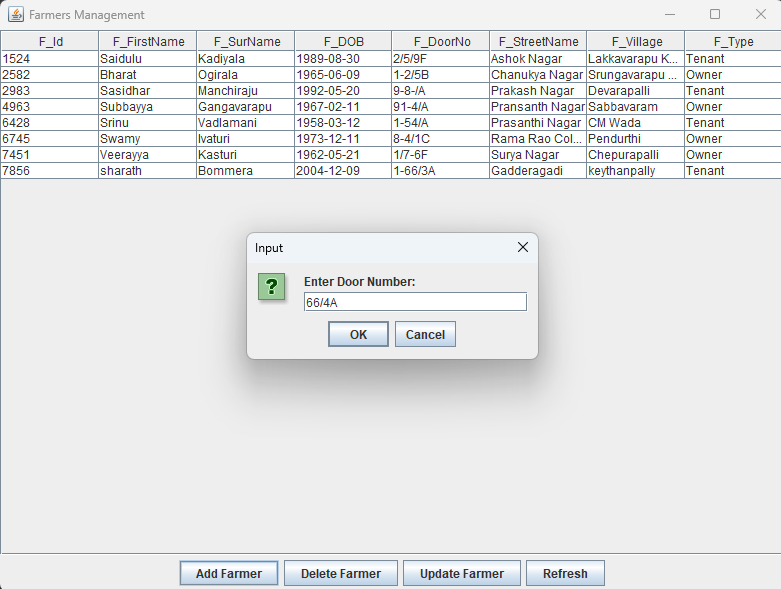 Farmers Management
F_Id F_FirstName F_SurName F_DOB F_DoorNo F_StreetName F_Village F_Type
1524 Saidulu Kadiyala 1989-08-30 2/5/9F Ashok Nagar Lakkavarapu K... Tenant
2582 Bharat Ogirala 1965-06-09 1-2/5B Chanukya Nagar Srungavarapu ... Owner
2983 Sasidhar Manchiraju 1992-05-20 9-8-/A Prakash Nagar Devarapalli Tenant
4963 Subbayya Gangavarapu 1967-02-11 91-4/A Pransanth Nagar Sabbavaram Owner
6428 Srinu Vadlamani 1958-03-12 1-54/A Prasanthi Nagar CM Wada Tenant
6745 Swamy Ivaturi 1973-12-11 8-4/1C Rama Rao Col... Pendurthi Owner
7451 Veerayya Kasturi 1962-05-21 1/7-6F Surya Nagar Chepurapalli Owner
7856 sharath Bommera 2004-12-09 1-66/3A Gadderagadi keythanpally Tenant
Input
?
Enter Door Number:
66/4A
OK Cancel
Add Farmer Delete Farmer Update Farmer Refresh